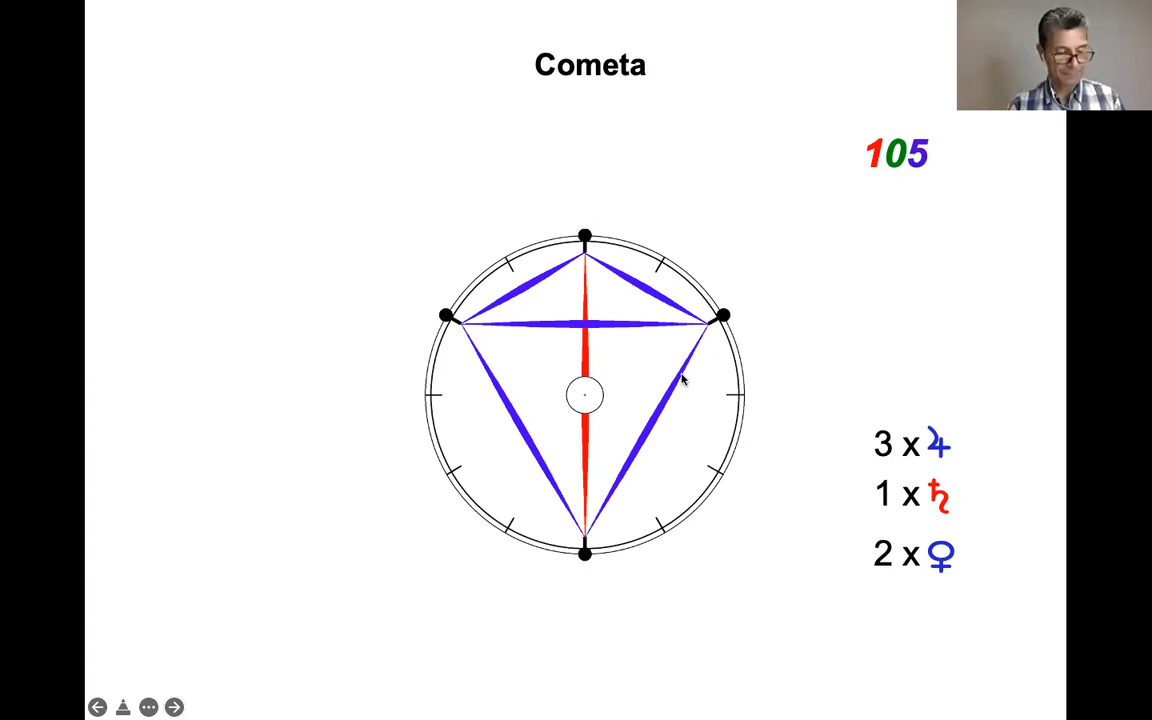 Cometa
105
3 x ♃
1 x ♄
2 x ♀